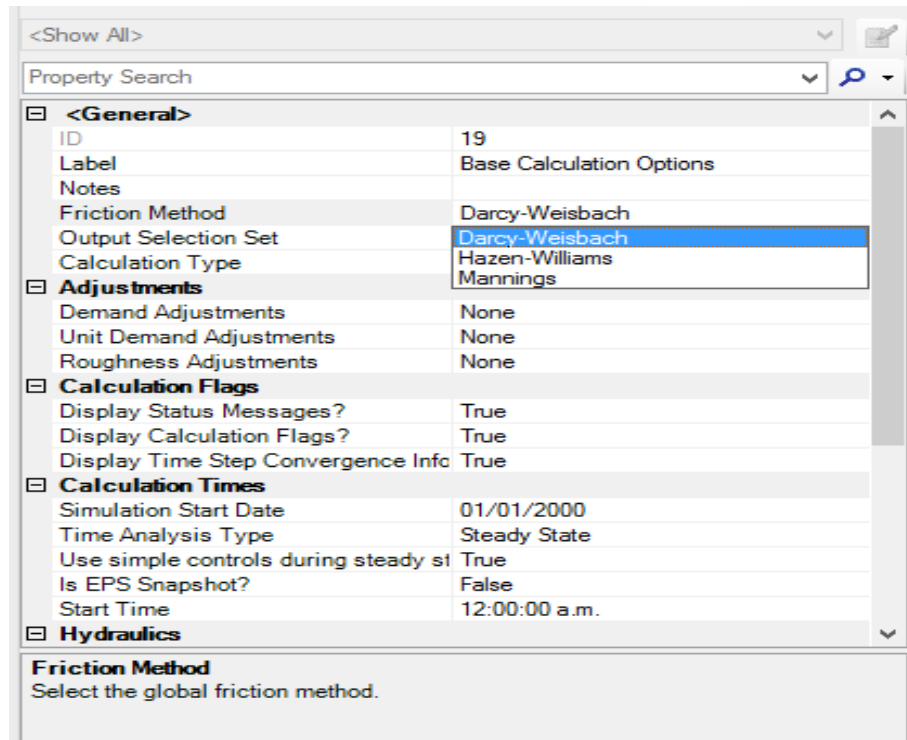 <Show All>
Property Search
<General>
ID 19
Label Base Calculation Options
Notes
Friction Method Darcy-Weisbach
Output Selection Set Darcy-Weisbach
Hazen-Williams
Calculation Type
Mannings
Adjustments
Demand Adjustments None
Unit Demand Adjustments None
Roughness Adjustments None
Calculation Flags
Display Status Messages? True
Display Calculation Flags? True
Display Time Step Convergence Info True
Calculation Times
Simulation Start Date 01/01/2000
Time Analysis Type Steady State
Use simple controls during steady st True
Is EPS Snapshot? False
Start Time 12:00:00 a.m.
Hydraulics
Friction Method
Select the global friction method.